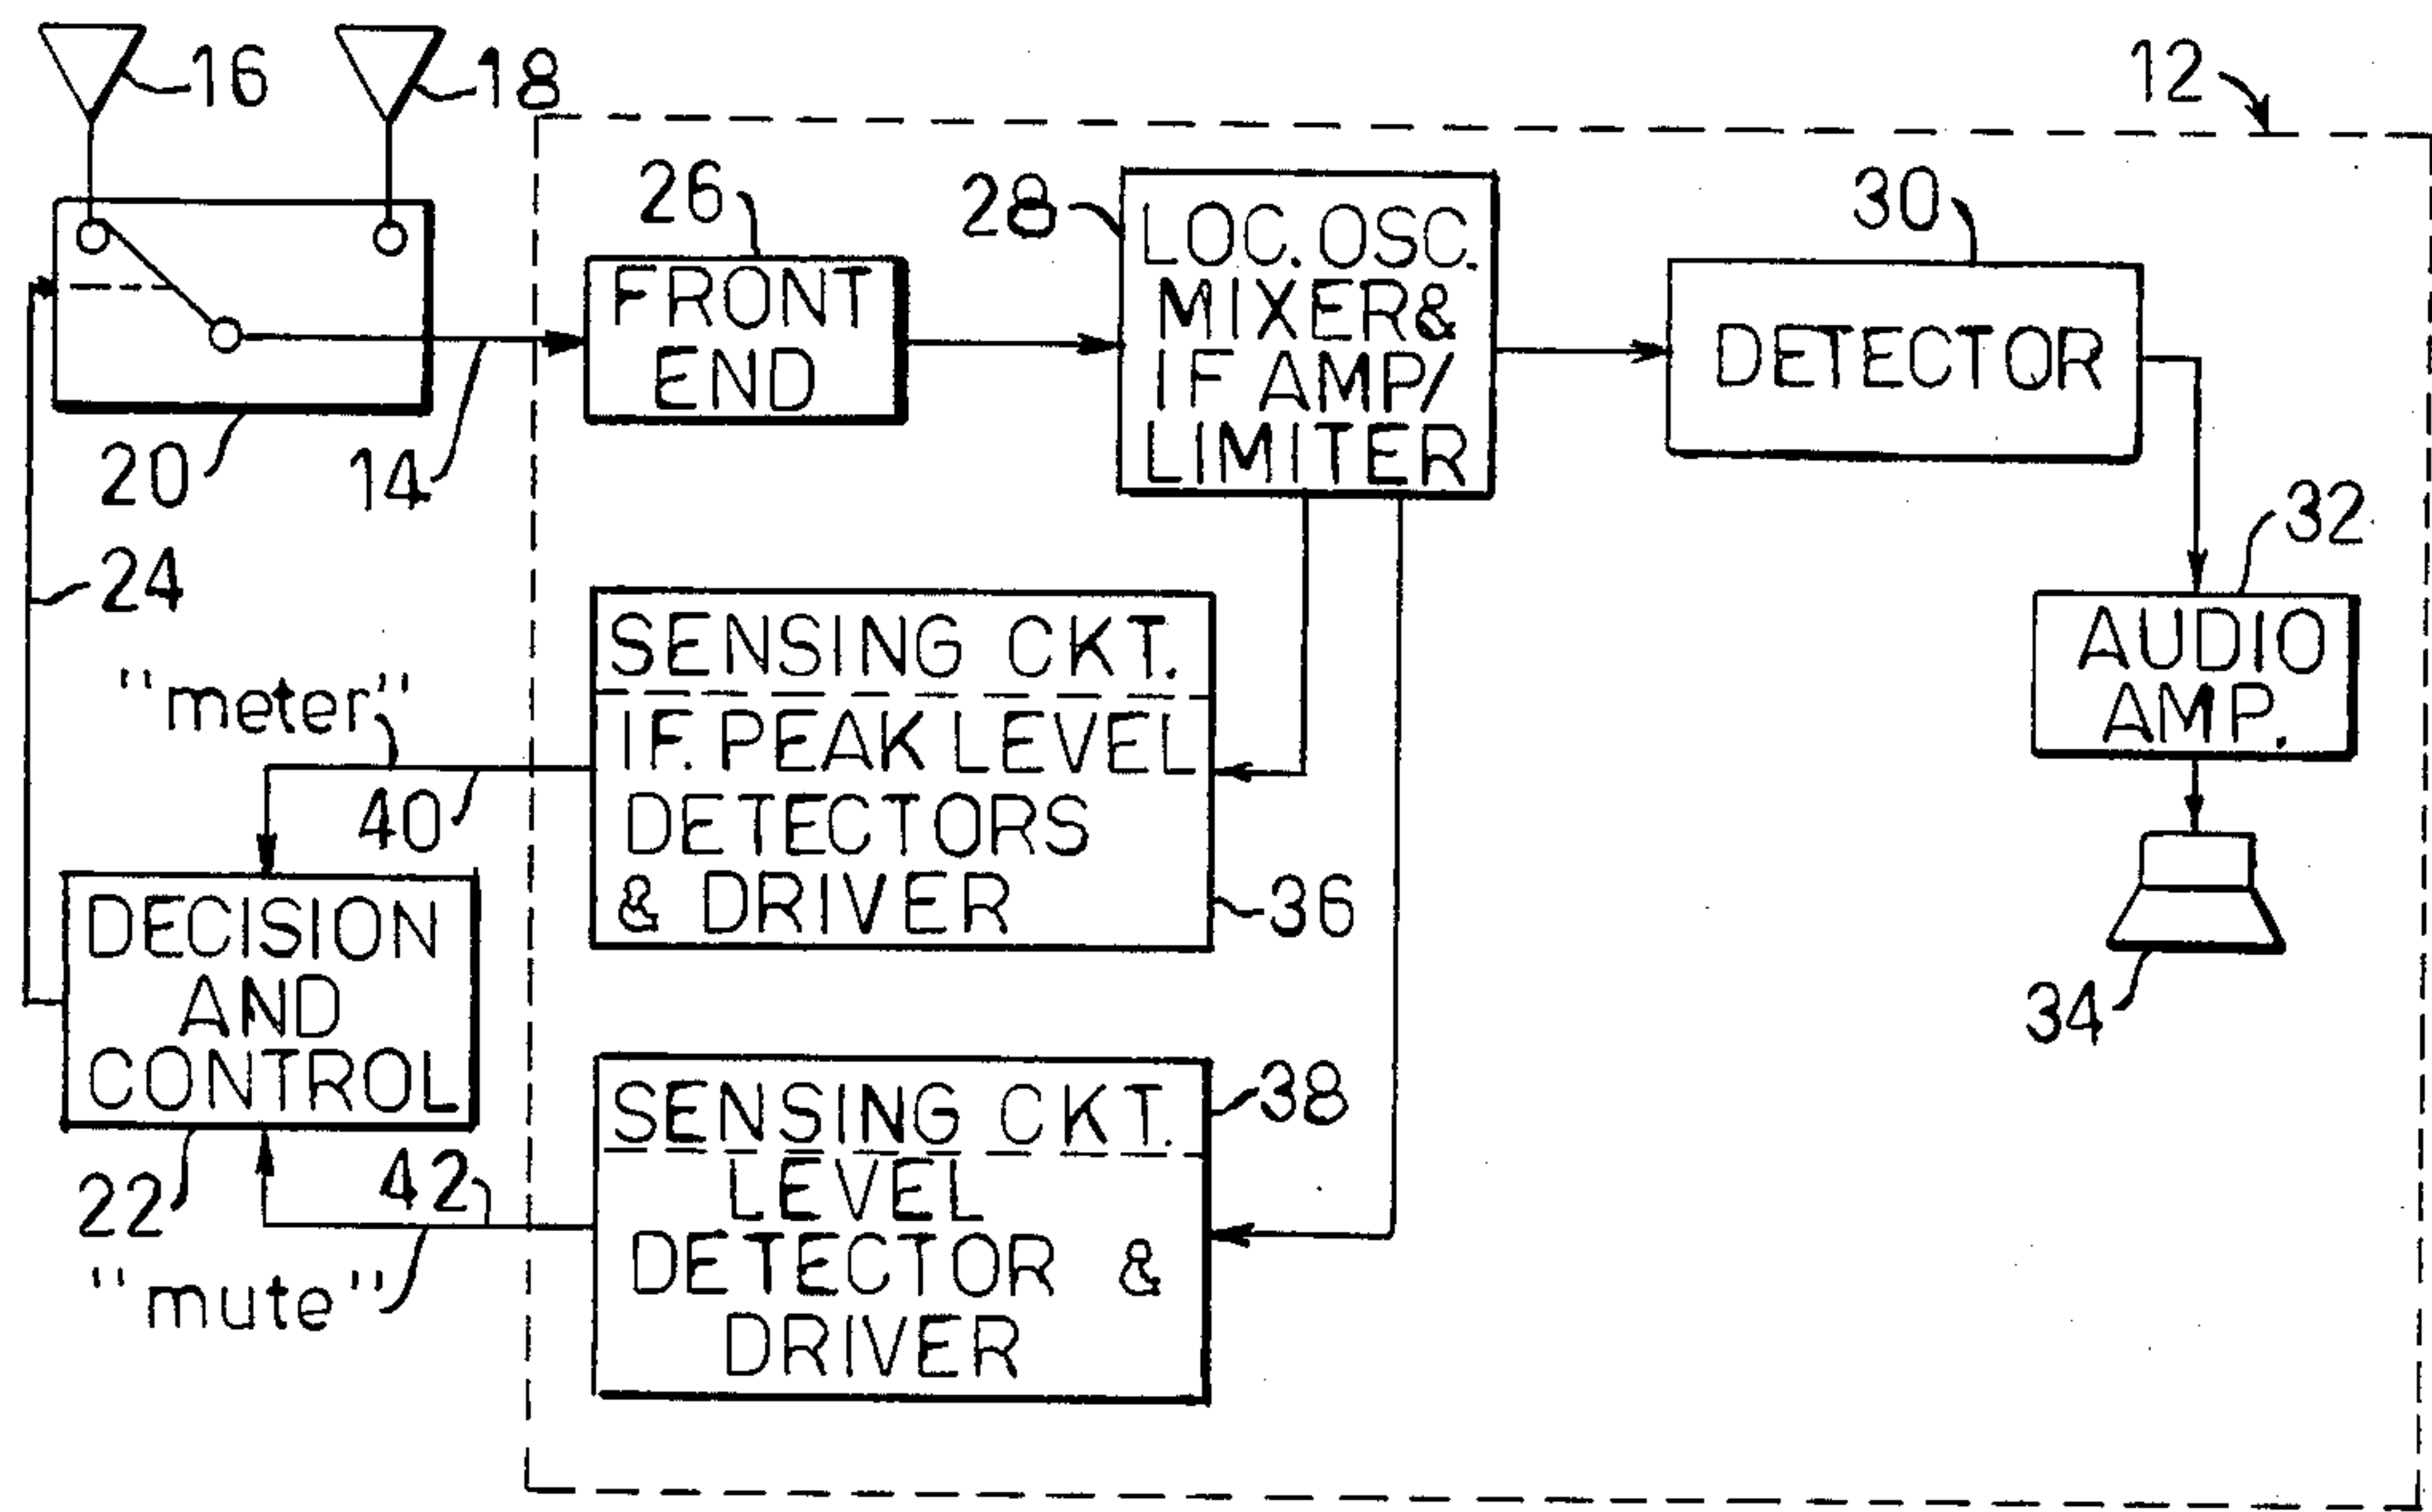 16
18
12
26
FRONT
END
28
LOC. OSC.
MIXER&
IF AMP/
LIMITER
30
DETECTOR
20
14
24
32
AUDIO
AMP.
34
"meter"
40
SENSING CKT.
IF. PEAK LEVEL
DETECTORS
& DRIVER
36
DECISION
AND
CONTROL
22
42
"mute"
SENSING CKT.
LEVEL
DETECTOR &
DRIVER
38